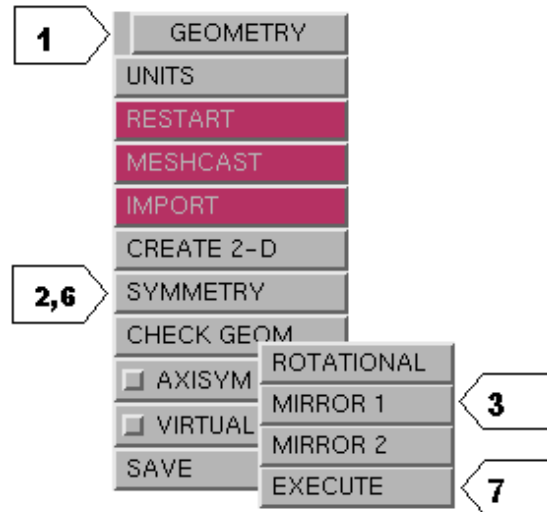 1
GEOMETRY
UNITS
RESTART
MESHCAST
IMPORT
CREATE 2-D
2,6
SYMMETRY
CHECK GEOM
AXISYM
VIRTUAL
SAVE
ROTATIONAL
MIRROR 1
3
MIRROR 2
EXECUTE
7